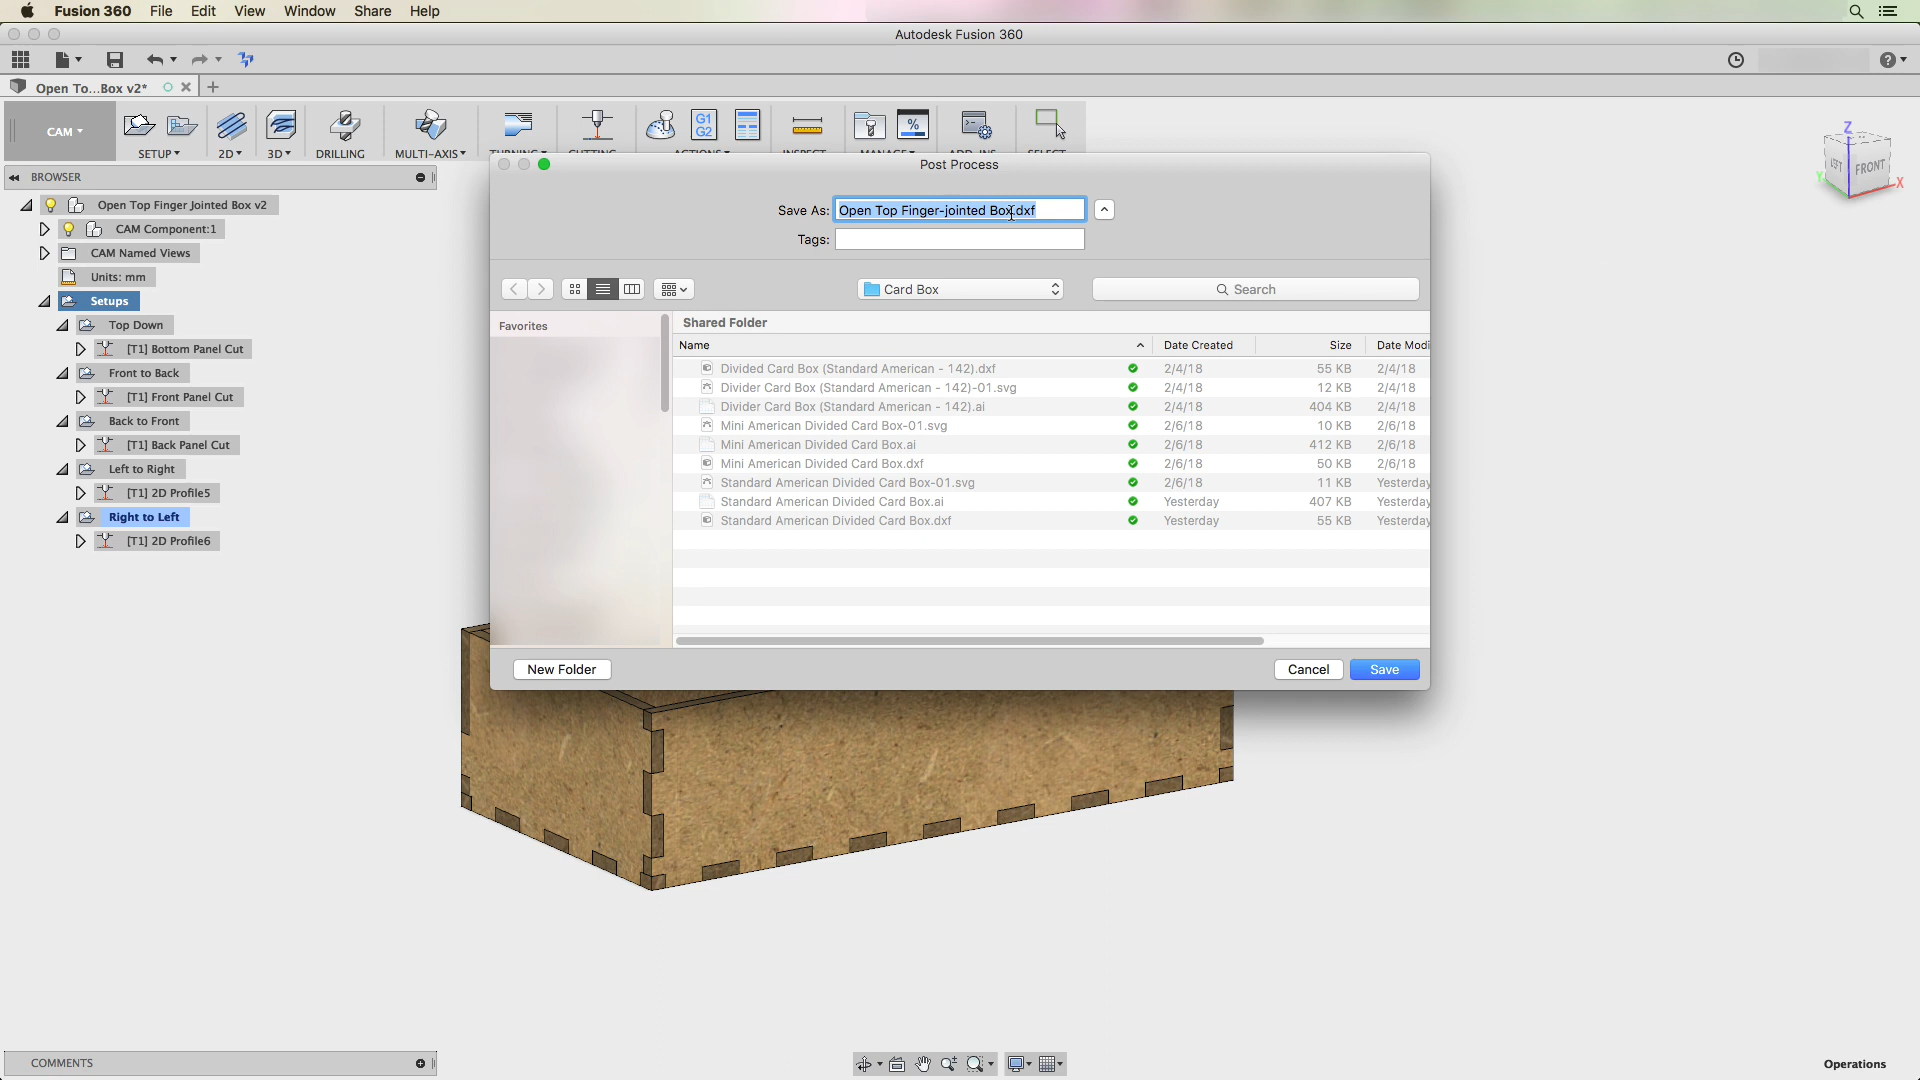 Fusion 360 File Edit View Window Share Help
Autodesk Fusion 360
Open To...Box v2*
CAM
SETUP 2D 3D DRILLING MULTI-AXIS TURNING CUTTING ACTIONS INSPECT MANAGE ADD-INS SELECT
G1
G2
%
Z
LEFT FRONT
Y X
BROWSER
Open Top Finger Jointed Box v2
CAM Component:1
CAM Named Views
Units: mm
Setups
Top Down
[T1] Bottom Panel Cut
Front to Back
[T1] Front Panel Cut
Back to Front
[T1] Back Panel Cut
Left to Right
[T1] 2D Profile5
Right to Left
[T1] 2D Profile6
Post Process
Save As: Open Top Finger-jointed Box.dxf
Tags:
Card Box
Search
Favorites
Shared Folder
Name Date Created Size Date Modi
Divided Card Box (Standard American - 142).dxf 2/4/18 55 KB 2/4/18
Divider Card Box (Standard American - 142)-01.svg 2/4/18 12 KB 2/4/18
Divider Card Box (Standard American - 142).ai 2/4/18 404 KB 2/4/18
Mini American Divided Card Box-01.svg 2/6/18 10 KB 2/6/18
Mini American Divided Card Box.ai 2/6/18 412 KB 2/6/18
Mini American Divided Card Box.dxf 2/6/18 50 KB 2/6/18
Standard American Divided Card Box-01.svg 2/6/18 11 KB Yesterday
Standard American Divided Card Box.ai Yesterday 407 KB Yesterday
Standard American Divided Card Box.dxf Yesterday 55 KB Yesterday
New Folder Cancel Save
COMMENTS
Operations